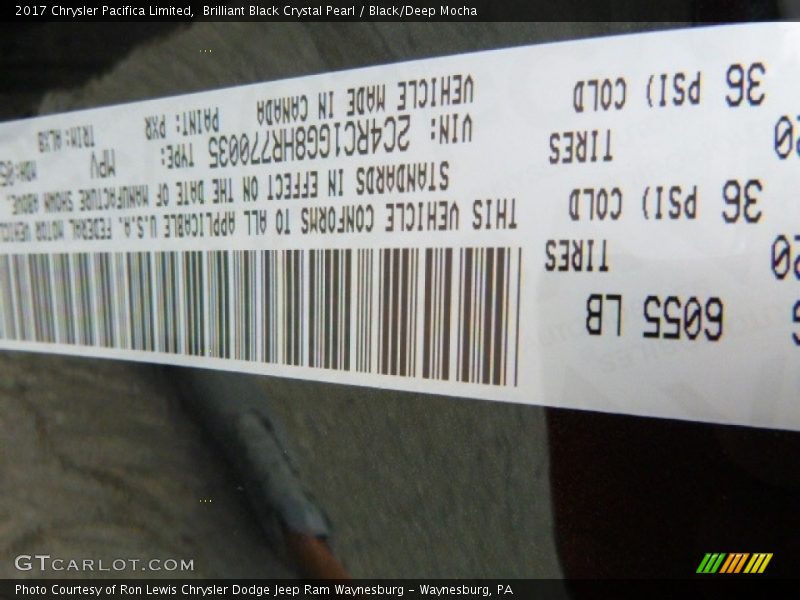 2017 Chrysler Pacifica Limited, Brilliant Black Crystal Pearl / Black/Deep Mocha
6055 LB
20 TIRES
36 PSI) COLD
20 TIRES
36 PSI) COLD
THIS VEHICLE CONFORMS TO ALL APPLICABLE U.S.A. FEDERAL MOTOR
STANDARDS IN EFFECT ON THE DATE OF MANUFACTURE SHOWN ABOVE.
VIN: 2C4RC1GG8HR770035 TYPE: MPV
VEHICLE MADE IN CANADA PAINT: PXR TRIM:
GTCARLOT.COM
Photo Courtesy of Ron Lewis Chrysler Dodge Jeep Ram Waynesburg - Waynesburg, PA